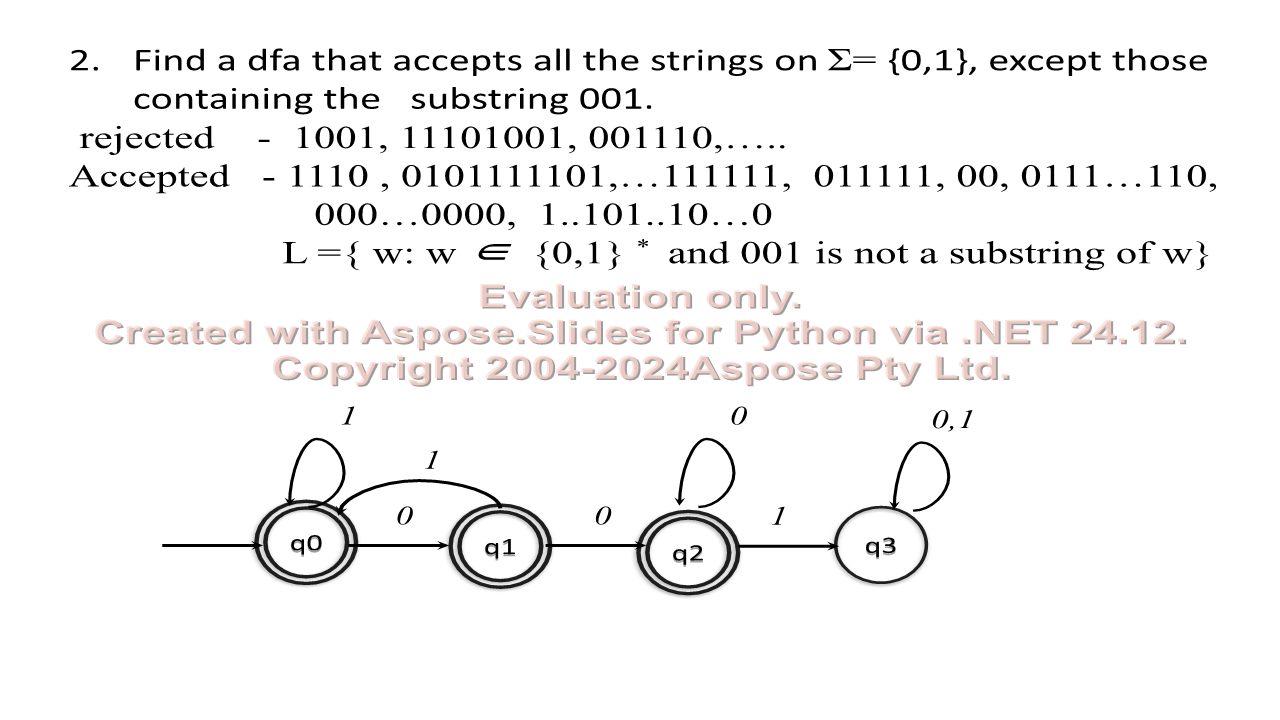 2. Find a dfa that accepts all the strings on Σ= {0,1}, except those
containing the substring 001.
rejected - 1001, 11101001, 001110,…..
Accepted - 1110 , 0101111101,…111111, 011111, 00, 0111…110,
000…0000, 1..101..10…0
L ={ w: w ∈ {0,1} * and 001 is not a substring of w}
Evaluation only.
Created with Aspose.Slides for Python via .NET 24.12.
Copyright 2004-2024Aspose Pty Ltd.
1
0
0,1
1
0
0
1
q0
q1
q2
q3